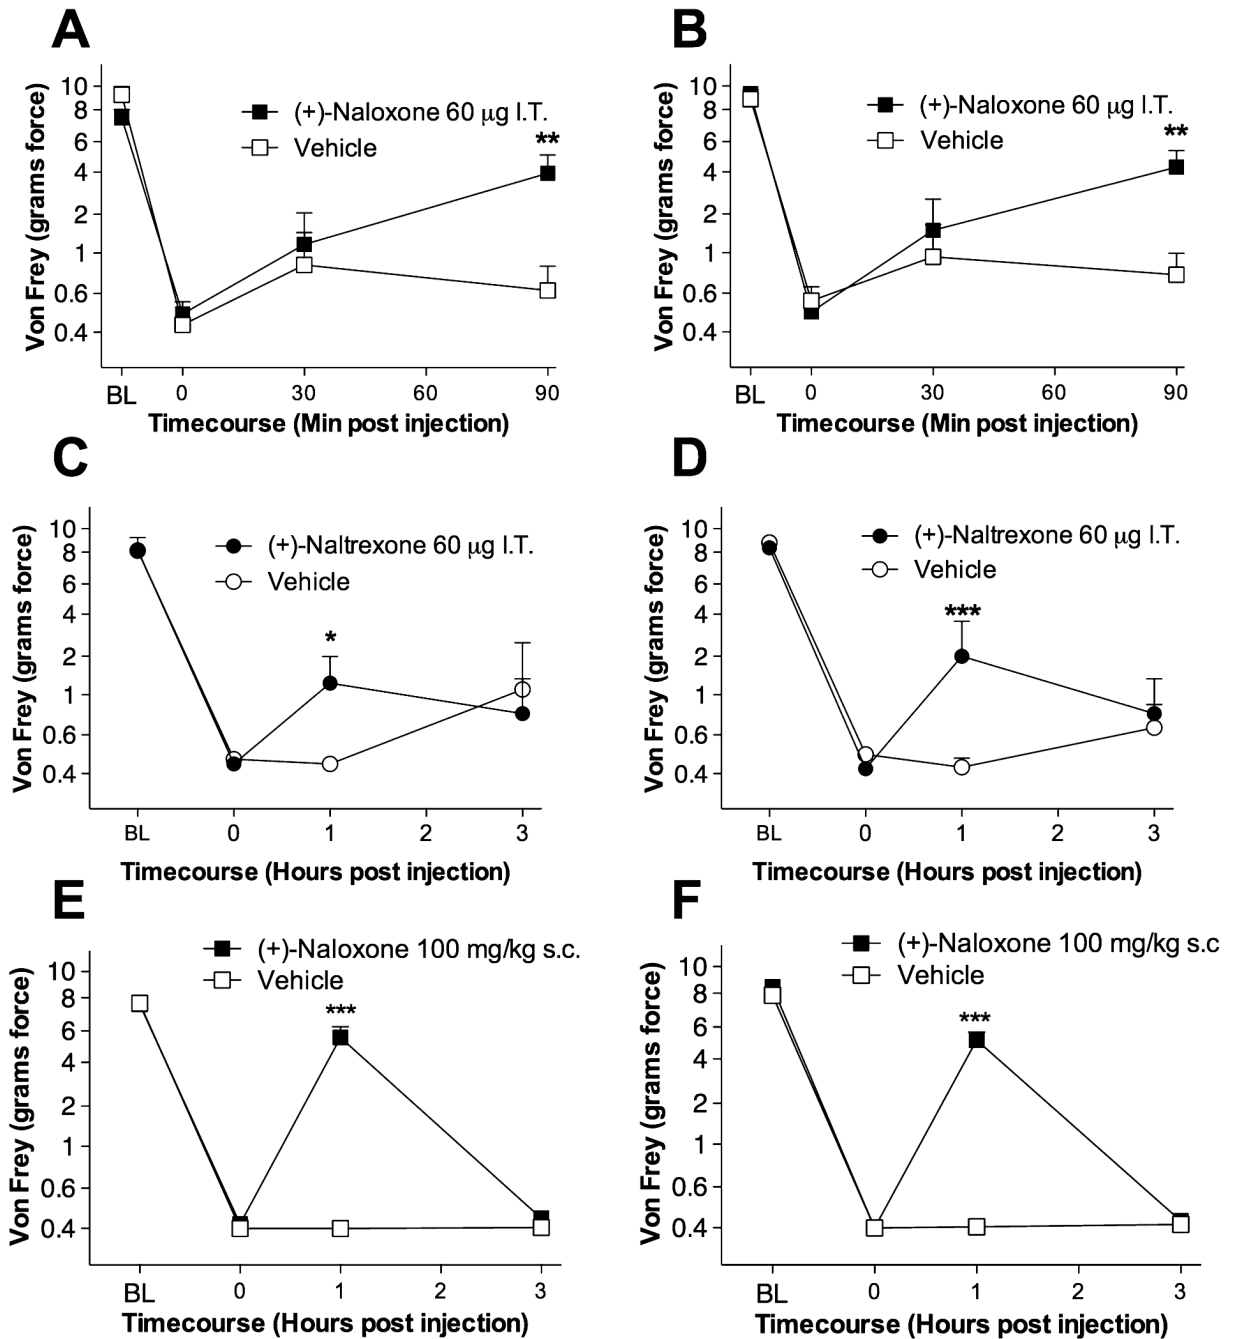 A
Von Frey (grams force)
10
8
6
4
2
1
0.6
0.4
(+)-Naloxone 60 μg I.T.
Vehicle
**
BL 0 30 60 90
Timecourse (Min post injection)
B
Von Frey (grams force)
10
8
6
4
2
1
0.6
0.4
(+)-Naloxone 60 μg I.T.
Vehicle
**
BL 0 30 60 90
Timecourse (Min post injection)
C
Von Frey (grams force)
10
8
6
4
2
1
0.6
0.4
(+)-Naltrexone 60 μg I.T.
Vehicle
*
BL 0 1 2 3
Timecourse (Hours post injection)
D
Von Frey (grams force)
10
8
6
4
2
1
0.6
0.4
(+)-Naltrexone 60 μg I.T.
Vehicle
***
BL 0 1 2 3
Timecourse (Hours post injection)
E
Von Frey (grams force)
10
8
6
4
2
1
0.6
0.4
(+)-Naloxone 100 mg/kg s.c.
Vehicle
***
BL 0 1 2 3
Timecourse (Hours post injection)
F
Von Frey (grams force)
10
8
6
4
2
1
0.6
0.4
(+)-Naloxone 100 mg/kg s.c
Vehicle
***
BL 0 1 2 3
Timecourse (Hours post injection)